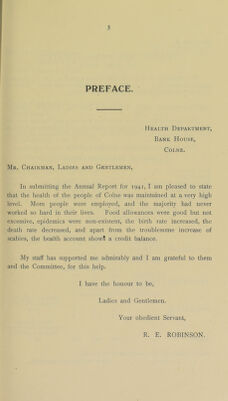 3
PREFACE.
HEALTH DEPARTMENT,
BANK HOUSE,
COLNE.
MR. CHAIRMAN, LADIES AND GENTLEMEN,
In submitting the Annual Report for 1941, I am pleased to state
that the health of the people of Colne was maintained at a very high
level. More people were employed, and the majority had never
worked so hard in their lives. Food allowances were good but not
excessive, epidemics were non-existent, the birth rate increased, the
death rate decreased, and apart from the troublesome increase of
scabies, the health account shows a credit balance.
My staff has supported me admirably and I am grateful to them
and the Committee, for this help.
I have the honour to be,
Ladies and Gentlemen.
Your obedient Servant,
R. E. ROBINSON.